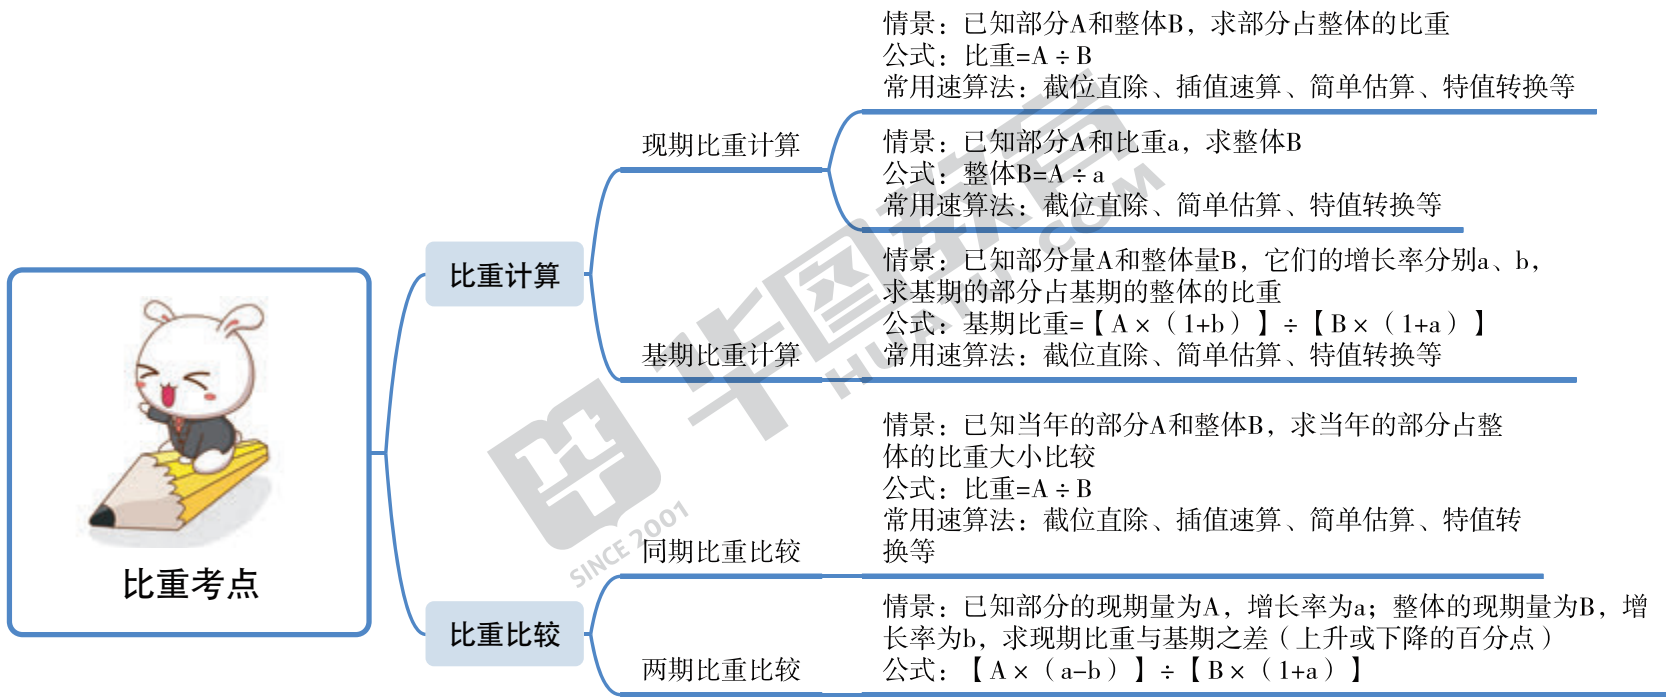 比重考点
比重计算
现期比重计算
情景：已知部分A和整体B，求部分占整体的比重
公式：比重=A÷B
常用速算法：截位直除、插值速算、简单估算、特值转换等
情景：已知部分A和比重a，求整体B
公式：整体B=A÷a
常用速算法：截位直除、简单估算、特值转换等
基期比重计算
情景：已知部分量A和整体量B，它们的增长率分别a、b，
求基期的部分占基期的整体的比重
公式：基期比重=【A×（1+b）】÷【B×（1+a）】
常用速算法：截位直除、简单估算、特值转换等
比重比较
同期比重比较
情景：已知当年的部分A和整体B，求当年的部分占整
体的比重大小比较
公式：比重=A÷B
常用速算法：截位直除、插值速算、简单估算、特值转
换等
两期比重比较
情景：已知部分的现期量为A，增长率为a；整体的现期量为B，增
长率为b，求现期比重与基期之差（上升或下降的百分点）
公式：【A×（a-b）】÷【B×（1+a）】
华图教育
HUATU.COM
SINCE 2001